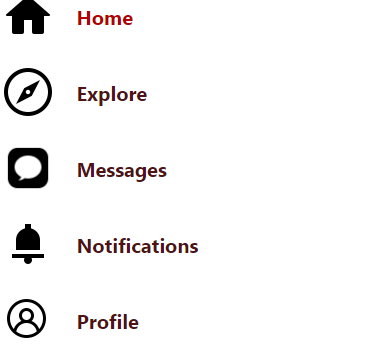 Home
Explore
Messages
Notifications
Profile